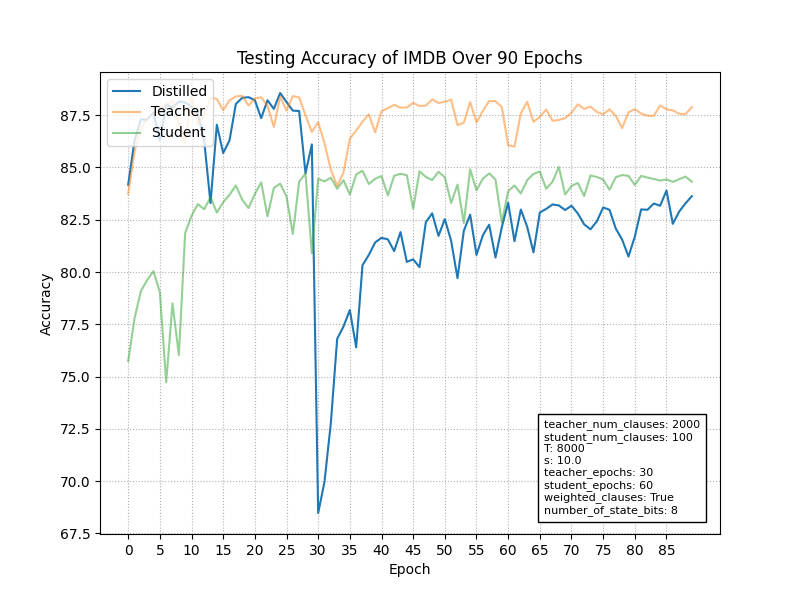 Testing Accuracy of IMDB Over 90 Epochs
Distilled
Teacher
Student
87.5
85.0
82.5
80.0
77.5
75.0
72.5
70.0
67.5
Accuracy
teacher_num_clauses: 2000
student_num_clauses: 100
T: 8000
s: 10.0
teacher_epochs: 30
student_epochs: 60
weighted_clauses: True
number_of_state_bits: 8
0 5 10 15 20 25 30 35 40 45 50 55 60 65 70 75 80 85
Epoch